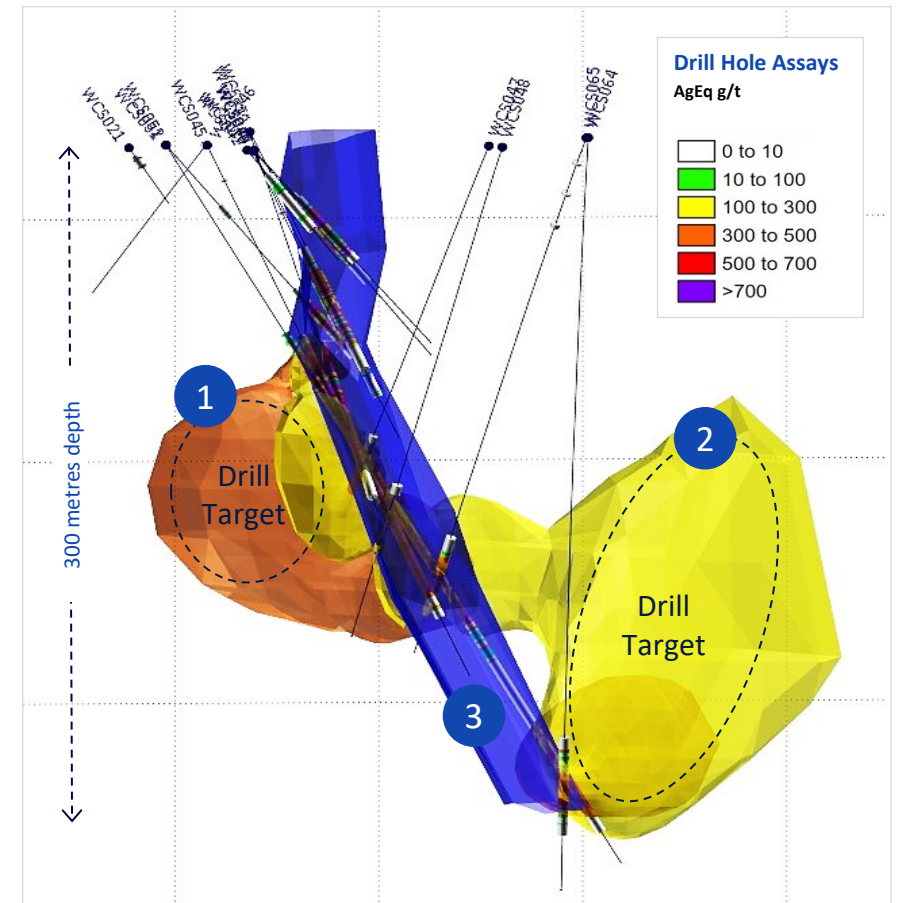 WCS021
WCS045
WCS047
WCS048
WCS065
WCS064
Drill Hole Assays
AgEq g/t
0 to 10
10 to 100
100 to 300
300 to 500
500 to 700
>700
300 metres depth
1
Drill
Target
2
Drill
Target
3